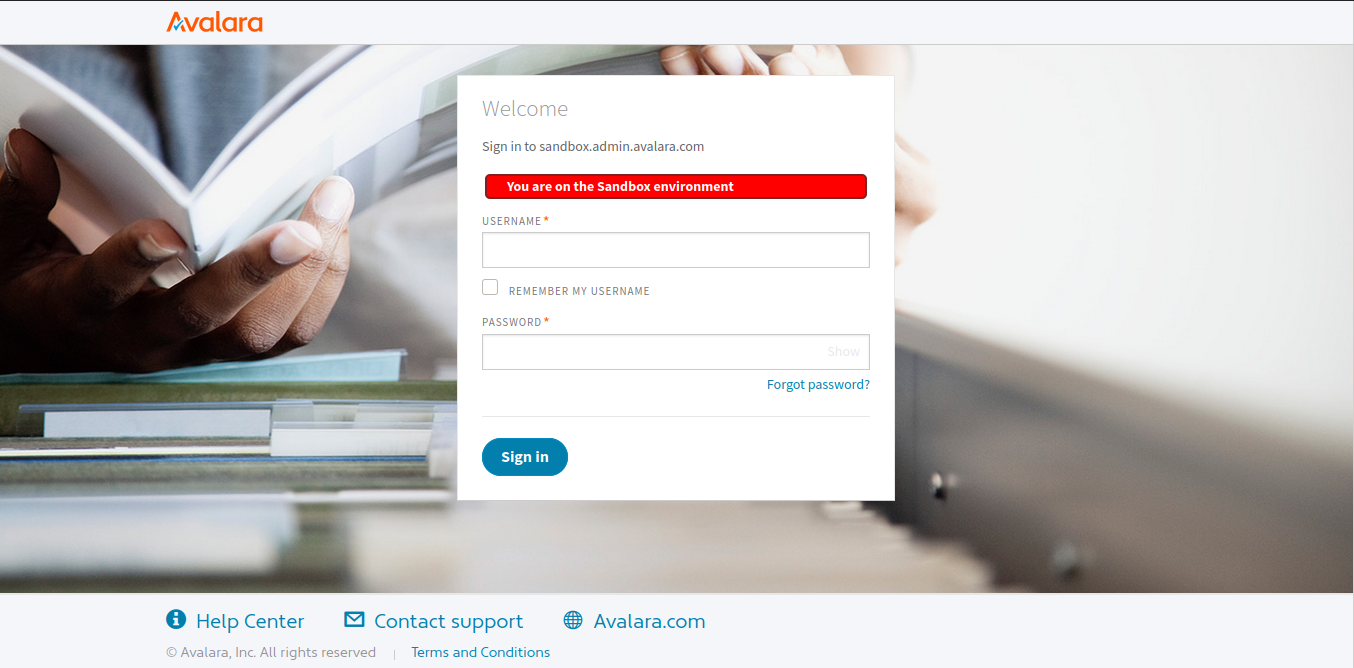 Avalara
Welcome
Sign in to sandbox.admin.avalara.com
You are on the Sandbox environment
USERNAME*
REMEMBER MY USERNAME
PASSWORD*
Show
Forgot password?
Sign in
Help Center Contact support Avalara.com
© Avalara, Inc. All rights reserved | Terms and Conditions